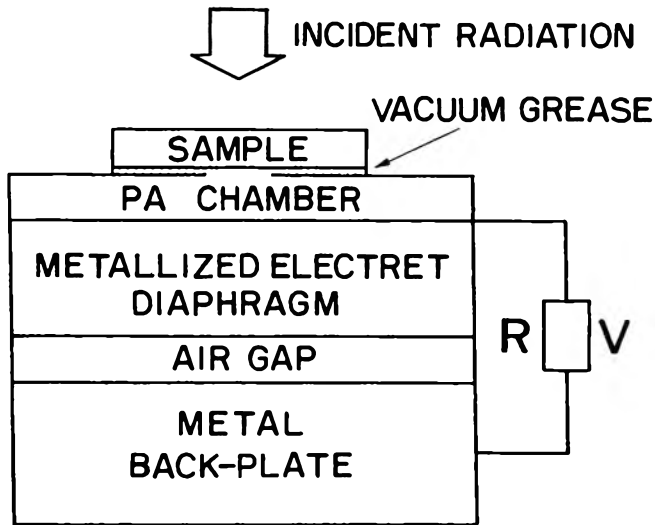 INCIDENT RADIATION
VACUUM GREASE
SAMPLE
PA CHAMBER
METALLIZED ELECTRET
DIAPHRAGM
R V
AIR GAP
METAL
BACK-PLATE